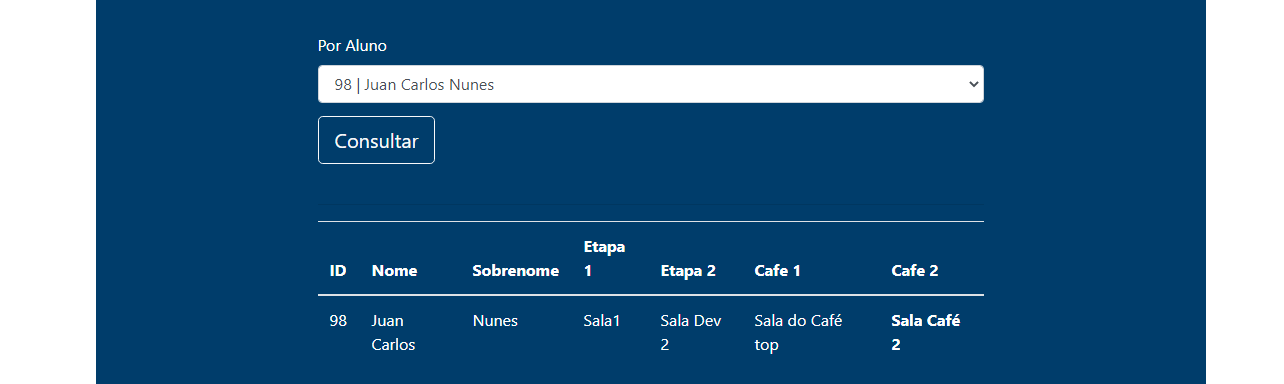 Por Aluno
98 | Juan Carlos Nunes
Consultar
Etapa
ID Nome Sobrenome 1 Etapa 2 Cafe 1 Cafe 2
98 Juan Nunes Sala1 Sala Dev Sala do Café Sala Café
Carlos 2 top 2